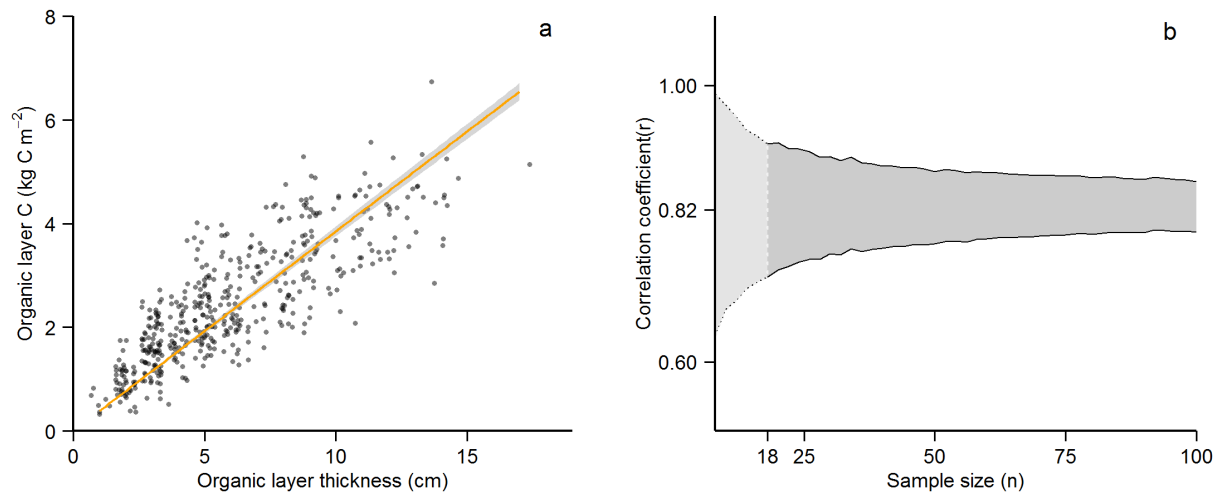 a
Organic layer C (kg C m⁻²)
8
6
4
2
0
0 5 10 15
Organic layer thickness (cm)
b
Correlation coefficient(r)
1.00
0.82
0.60
18 25 50 75 100
Sample size (n)